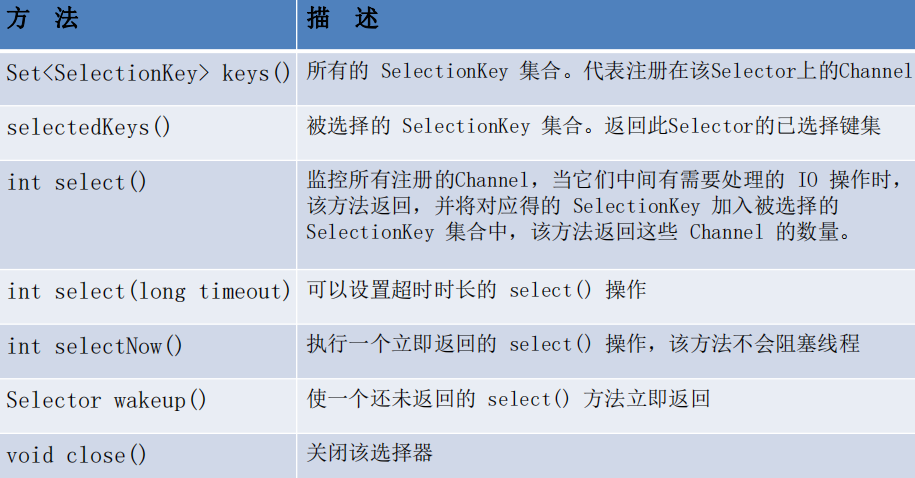 方 法 描 述
Set<SelectionKey> keys() 所有的 SelectionKey 集合。代表注册在该Selector上的Channel
selectedKeys() 被选择的 SelectionKey 集合。返回此Selector的已选择键集
int select() 监控所有注册的Channel，当它们中间有需要处理的 IO 操作时，
该方法返回，并将对应得的 SelectionKey 加入被选择的
SelectionKey 集合中，该方法返回这些 Channel 的数量。
int select(long timeout) 可以设置超时时长的 select() 操作
int selectNow() 执行一个立即返回的 select() 操作，该方法不会阻塞线程
Selector wakeup() 使一个还未返回的 select() 方法立即返回
void close() 关闭该选择器